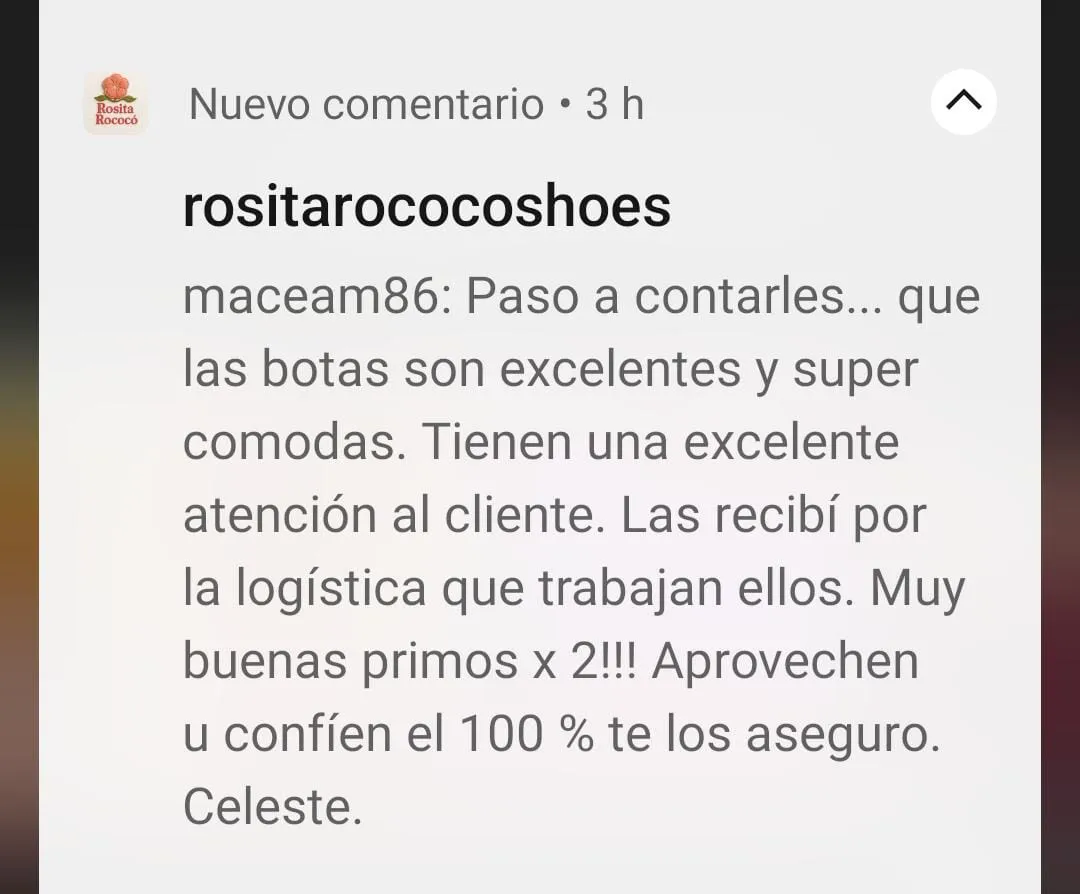 Rosita
Rococó
Nuevo comentario • 3 h
rositarococoshoes
maceam86: Paso a contarles... que
las botas son excelentes y super
comodas. Tienen una excelente
atención al cliente. Las recibí por
la logística que trabajan ellos. Muy
buenas primos x 2!!! Aprovechen
u confíen el 100 % te los aseguro.
Celeste.